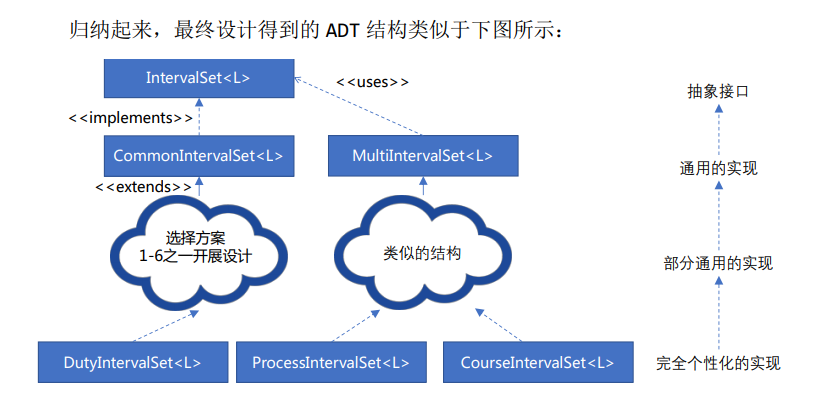 归纳起来，最终设计得到的 ADT 结构类似于下图所示：
IntervalSet<L>
<<uses>>
抽象接口
<<implements>>
CommonIntervalSet<L>
MultiIntervalSet<L>
通用的实现
<<extends>>
选择方案
1-6之一开展设计
类似的结构
部分通用的实现
DutyIntervalSet<L>
ProcessIntervalSet<L>
CourseIntervalSet<L>
完全个性化的实现